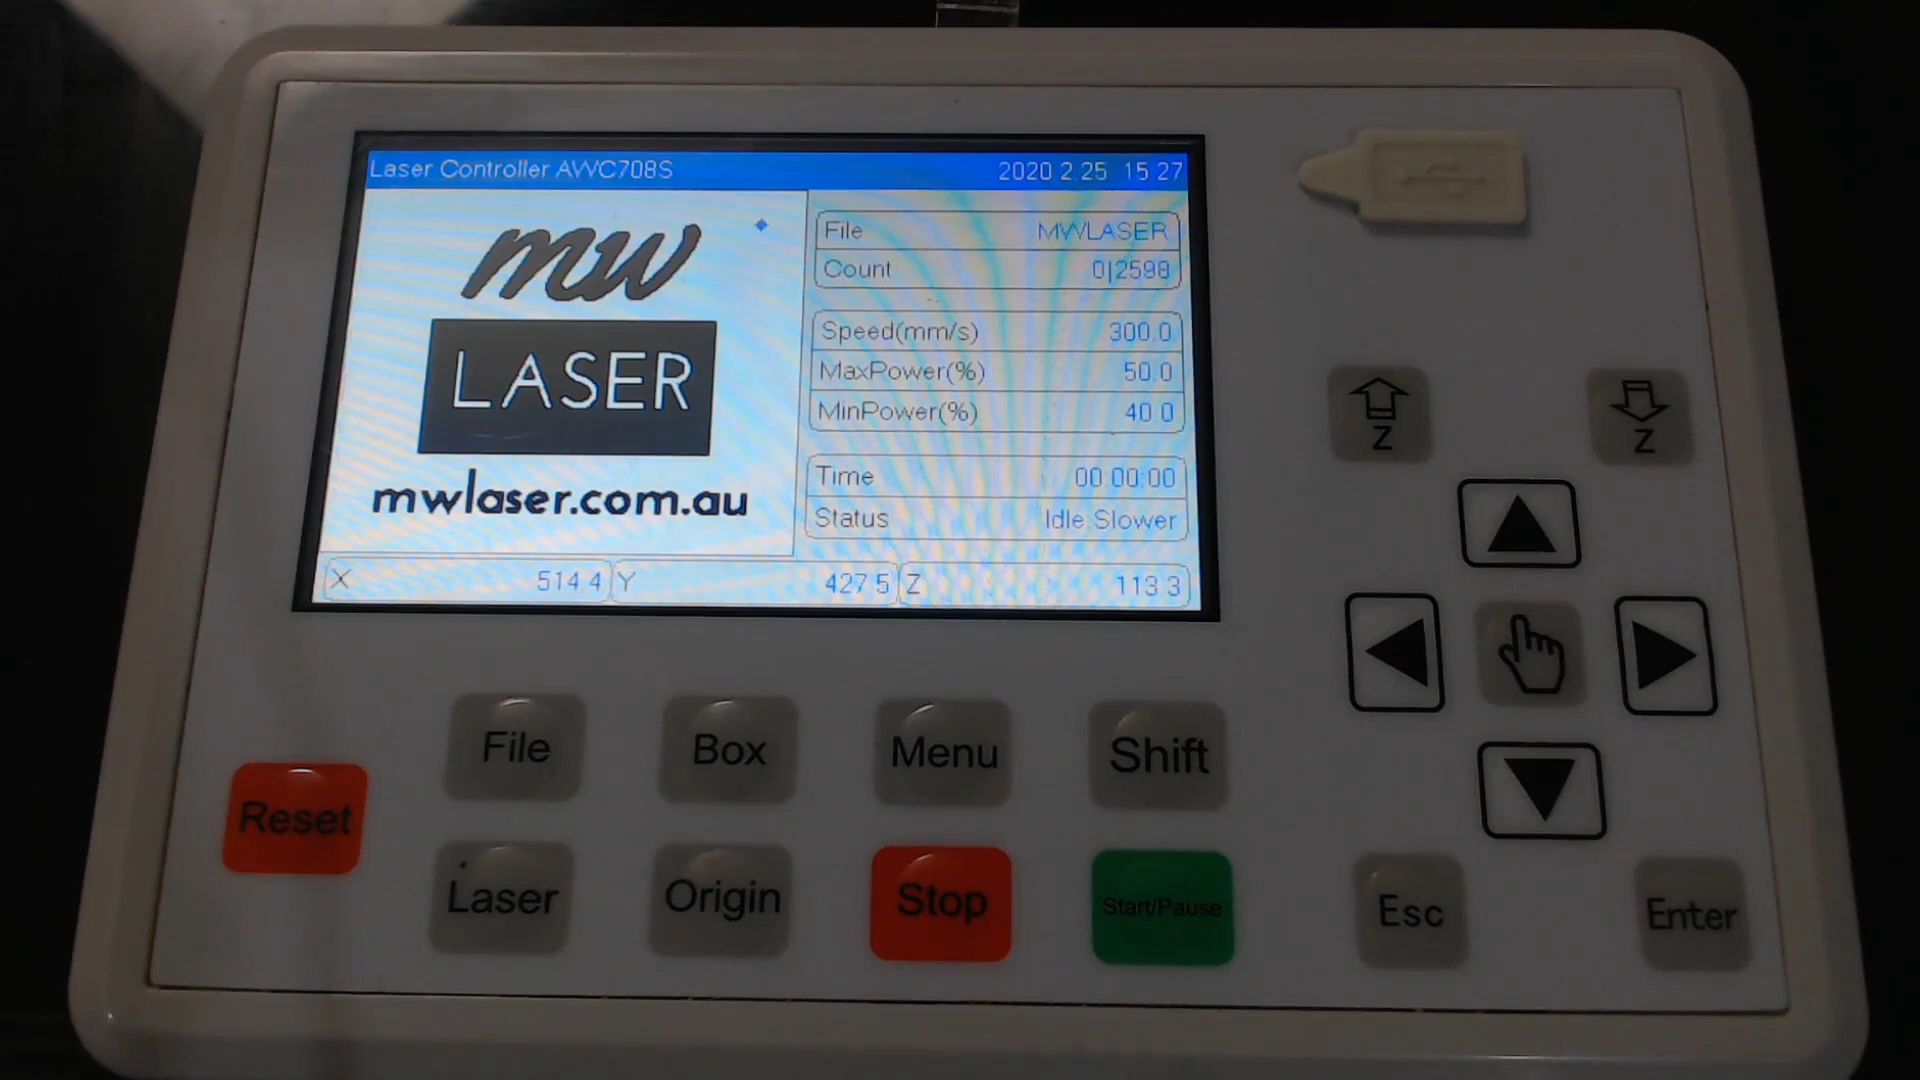 Laser Controller AWC708S 2020 2 25 15 27
mw
LASER
mwlaser.com.au
File MWLASER
Count 0|2598
Speed(mm/s) 300.0
MaxPower(%) 50.0
MinPower(%) 40.0
Time 00 00:00
Status Idle:Slower
X 514.4 Y 427.5 Z 113.3
Z Z
File Box Menu Shift
Reset
Laser Origin Stop Start/Pause Esc Enter